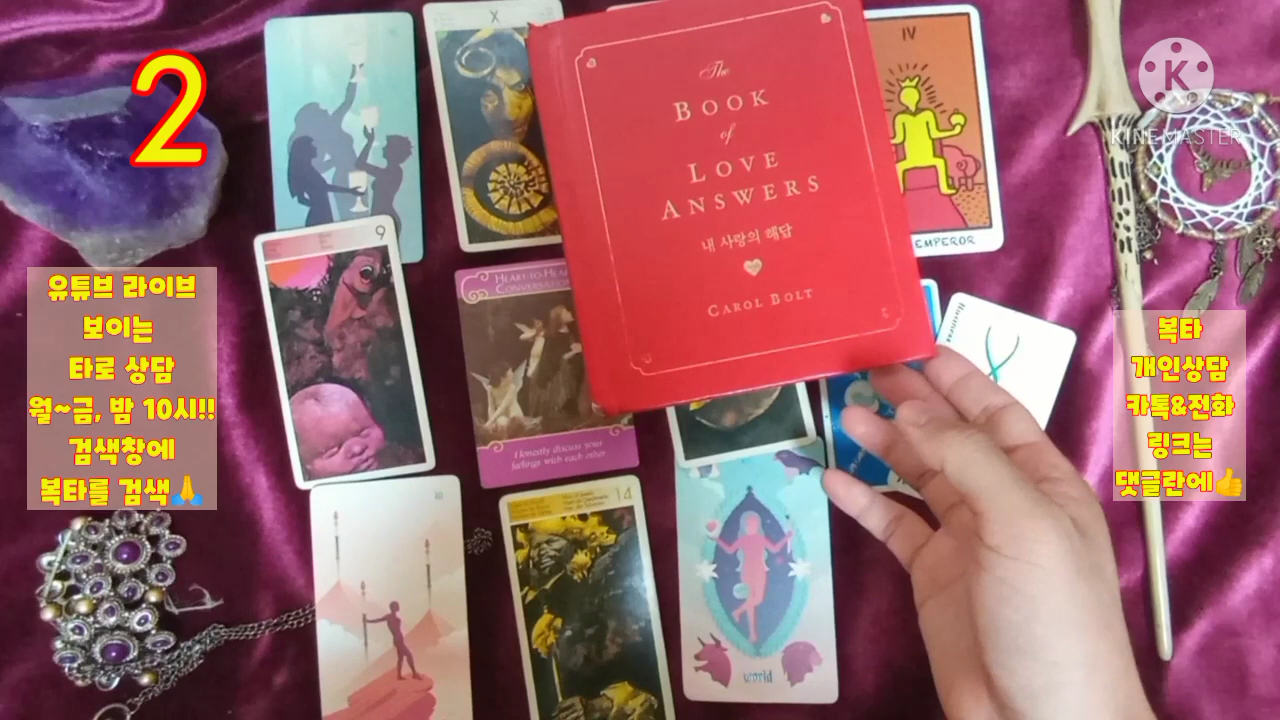 2
X
IV
EMPEROR
The
BOOK
of
LOVE
ANSWERS
내 사랑의 해답
CAROL BOLT
K
KINEMASTER
9
HEART-TO-HEA
CONVERSATION
I honestly discuss your
feelings with each other
유튜브 라이브
보이는
타로 상담
월~금, 밤 10시!!
검색창에
복타를 검색🙏
복타
개인상담
카톡&전화
링크는
댓글란에👍
14
world